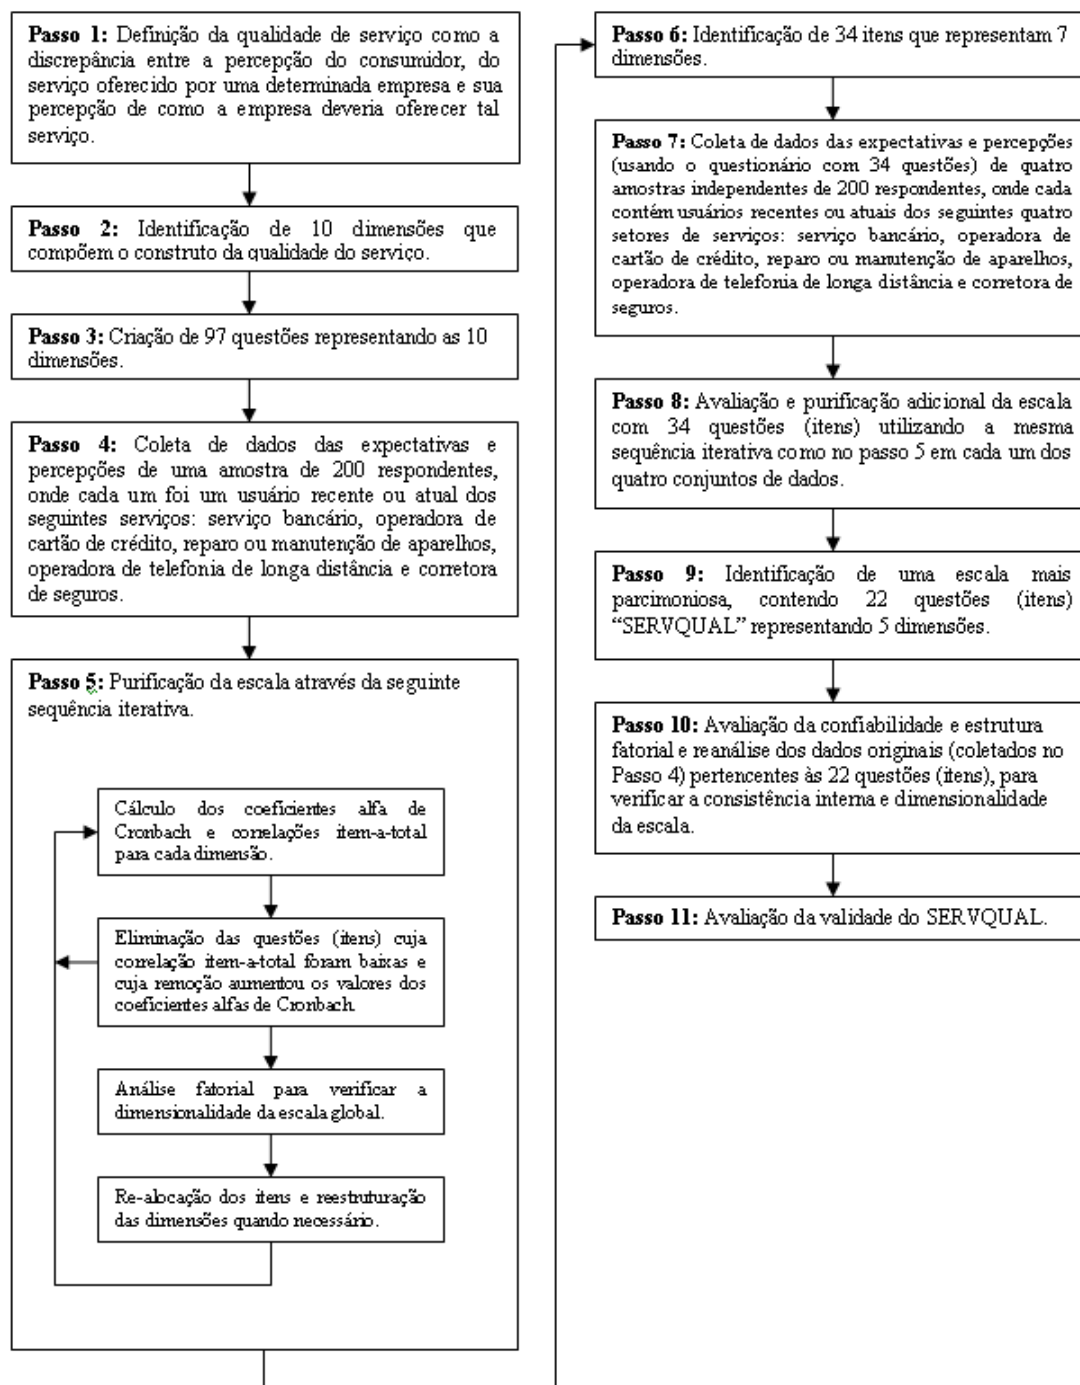 Passo 1: Definição da qualidade de serviço como a
discrepância entre a percepção do consumidor, do
serviço oferecido por uma determinada empresa e sua
percepção de como a empresa deveria oferecer tal
serviço.
Passo 2: Identificação de 10 dimensões que
compõem o construto da qualidade do serviço.
Passo 3: Criação de 97 questões representando as 10
dimensões.
Passo 4: Coleta de dados das expectativas e
percepções de uma amostra de 200 respondentes,
onde cada um foi um usuário recente ou atual dos
seguintes serviços: serviço bancário, operadora de
cartão de crédito, reparo ou manutenção de aparelhos,
operadora de telefonia de longa distância e corretora
de seguros.
Passo 5: Purificação da escala através da seguinte
sequência iterativa.
Cálculo dos coeficientes alfa de
Cronbach e correlações item-a-total
para cada dimensão.
Eliminação das questões (itens) cuja
correlação item-a-total foram baixas e
cuja remoção aumentou os valores dos
coeficientes alfas de Cronbach.
Análise fatorial para verificar a
dimensionalidade da escala global.
Re-alocação dos itens e reestruturação
das dimensões quando necessário.
Passo 6: Identificação de 34 itens que representam 7
dimensões.
Passo 7: Coleta de dados das expectativas e percepções
(usando o questionário com 34 questões) de quatro
amostras independentes de 200 respondentes, onde cada
contém usuários recentes ou atuais dos seguintes quatro
setores de serviços: serviço bancário, operadora de
cartão de crédito, reparo ou manutenção de aparelhos,
operadora de telefonia de longa distância e corretora de
seguros.
Passo 8: Avaliação e purificação adicional da escala
com 34 questões (itens) utilizando a mesma
sequência iterativa como no passo 5 em cada um dos
quatro conjuntos de dados.
Passo 9: Identificação de uma escala mais
parcimoniosa, contendo 22 questões (itens)
“SERVQUAL” representando 5 dimensões.
Passo 10: Avaliação da confiabilidade e estrutura
fatorial e reanálise dos dados originais (coletados no
Passo 4) pertencentes às 22 questões (itens), para
verificar a consistência interna e dimensionalidade
da escala.
Passo 11: Avaliação da validade do SERVQUAL.